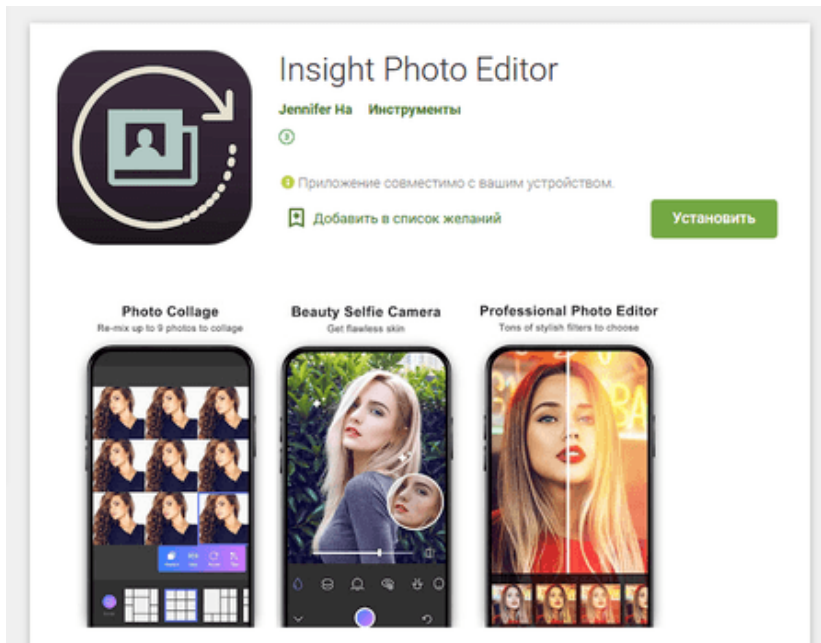 Insight Photo Editor
Jennifer Ha Инструменты
3
Приложение совместимо с вашим устройством.
Добавить в список желаний
Установить
Photo Collage
Re-mix up to 9 photos to collage
Beauty Selfie Camera
Get flawless skin
Professional Photo Editor
Tons of stylish filters to choose